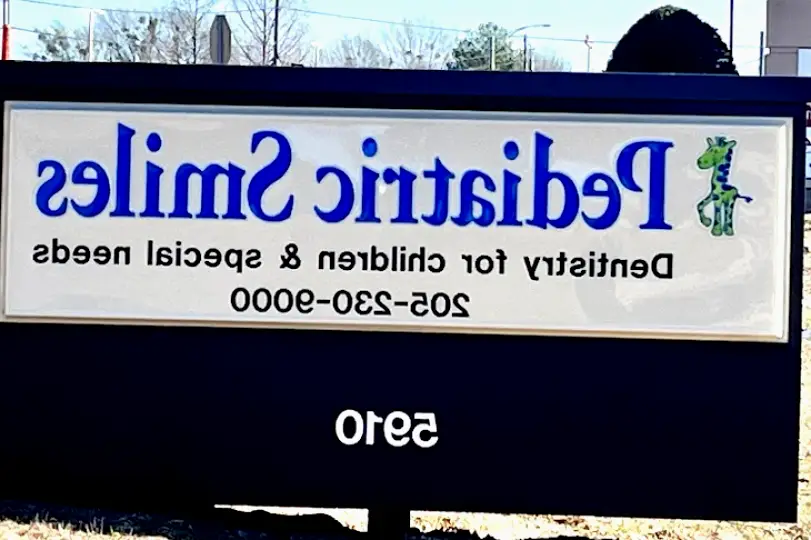 Pediatric Smiles
Dentistry for children & special needs
205-230-9000
5910